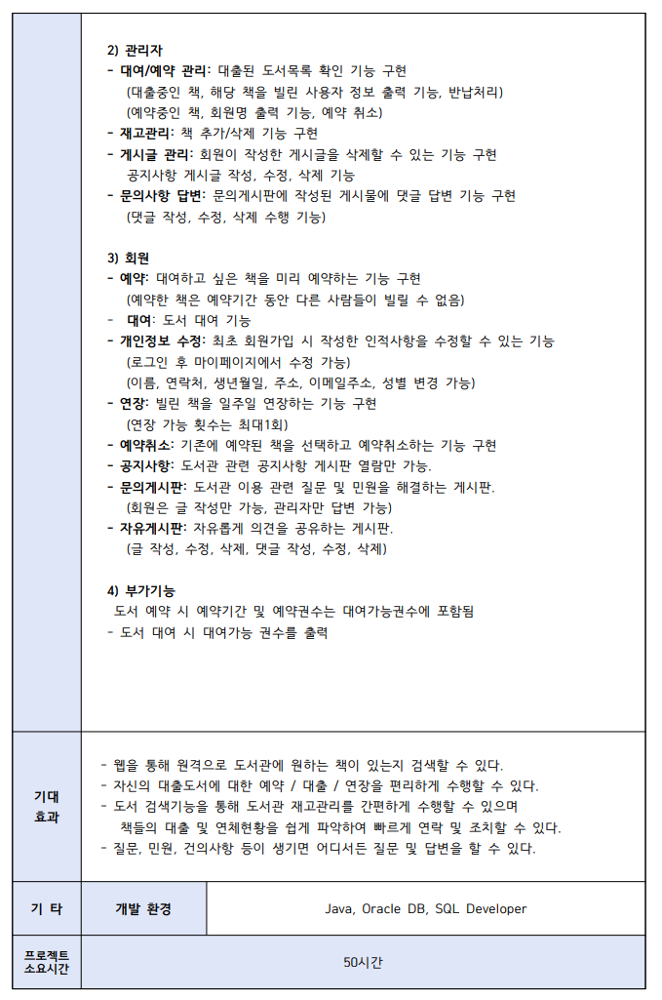 2) 관리자
- 대여/예약 관리: 대출된 도서목록 확인 기능 구현
(대출중인 책, 해당 책을 빌린 사용자 정보 출력 기능, 반납처리)
(예약중인 책, 회원명 출력 기능, 예약 취소)
- 재고관리: 책 추가/삭제 기능 구현
- 게시글 관리: 회원이 작성한 게시글을 삭제할 수 있는 기능 구현
공지사항 게시글 작성, 수정, 삭제 기능
- 문의사항 답변: 문의게시판에 작성된 게시물에 댓글 답변 기능 구현
(댓글 작성, 수정, 삭제 수행 기능)
3) 회원
- 예약: 대여하고 싶은 책을 미리 예약하는 기능 구현
(예약한 책은 예약기간 동안 다른 사람들이 빌릴 수 없음)
- 대여: 도서 대여 기능
- 개인정보 수정: 최초 회원가입 시 작성한 인적사항을 수정할 수 있는 기능
(로그인 후 마이페이지에서 수정 가능)
(이름, 연락처, 생년월일, 주소, 이메일주소, 성별 변경 가능)
- 연장: 빌린 책을 일주일 연장하는 기능 구현
(연장 가능 횟수는 최대1회)
- 예약취소: 기존에 예약된 책을 선택하고 예약취소하는 기능 구현
- 공지사항: 도서관 관련 공지사항 게시판 열람만 가능.
- 문의게시판: 도서관 이용 관련 질문 및 민원을 해결하는 게시판.
(회원은 글 작성만 가능, 관리자만 답변 가능)
- 자유게시판: 자유롭게 의견을 공유하는 게시판.
(글 작성, 수정, 삭제, 댓글 작성, 수정, 삭제)
4) 부가기능
도서 예약 시 예약기간 및 예약권수는 대여가능권수에 포함됨
- 도서 대여 시 대여가능 권수를 출력
기대
효과
- 웹을 통해 원격으로 도서관에 원하는 책이 있는지 검색할 수 있다.
- 자신의 대출도서에 대한 예약 / 대출 / 연장을 편리하게 수행할 수 있다.
- 도서 검색기능을 통해 도서관 재고관리를 간편하게 수행할 수 있으며
책들의 대출 및 연체현황을 쉽게 파악하여 빠르게 연락 및 조치할 수 있다.
- 질문, 민원, 건의사항 등이 생기면 어디서든 질문 및 답변을 할 수 있다.
기 타
개발 환경
Java, Oracle DB, SQL Developer
프로젝트
소요시간
50시간